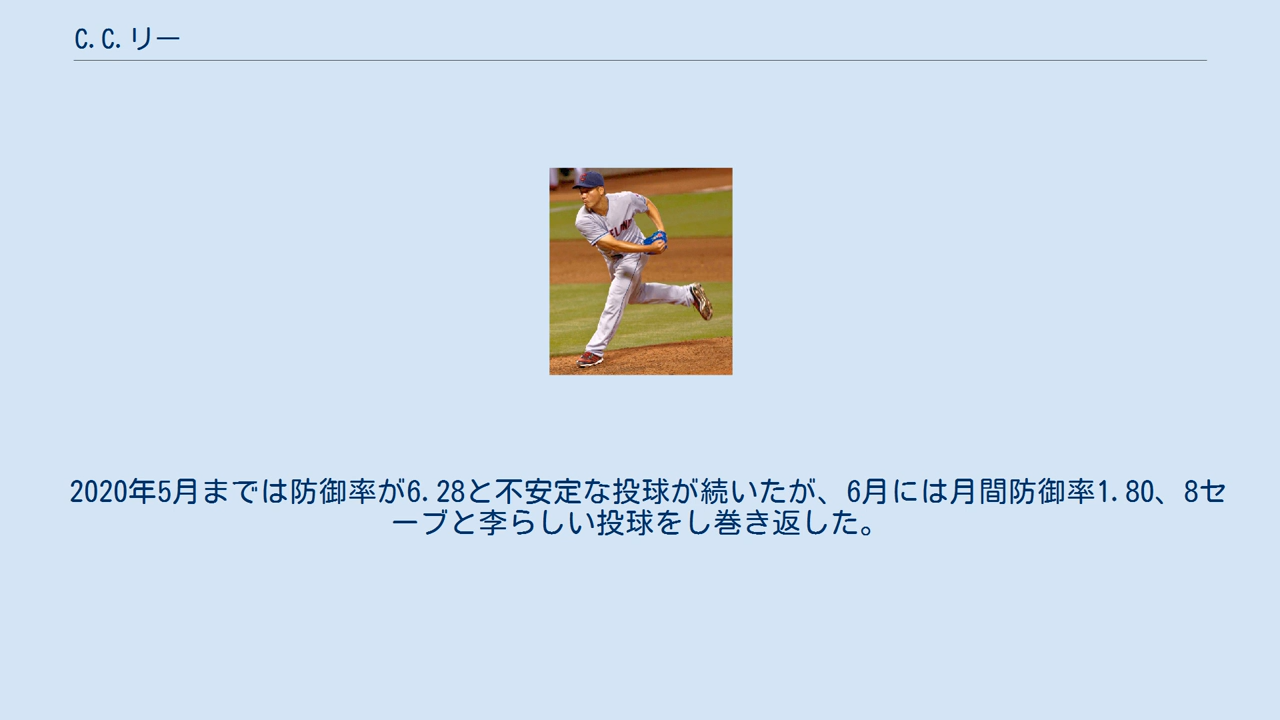 C.C.リー
ELAN
2020年5月までは防御率が6.28と不安定な投球が続いたが、6月には月間防御率1.80、8セ
ーブと李らしい投球をし巻き返した。